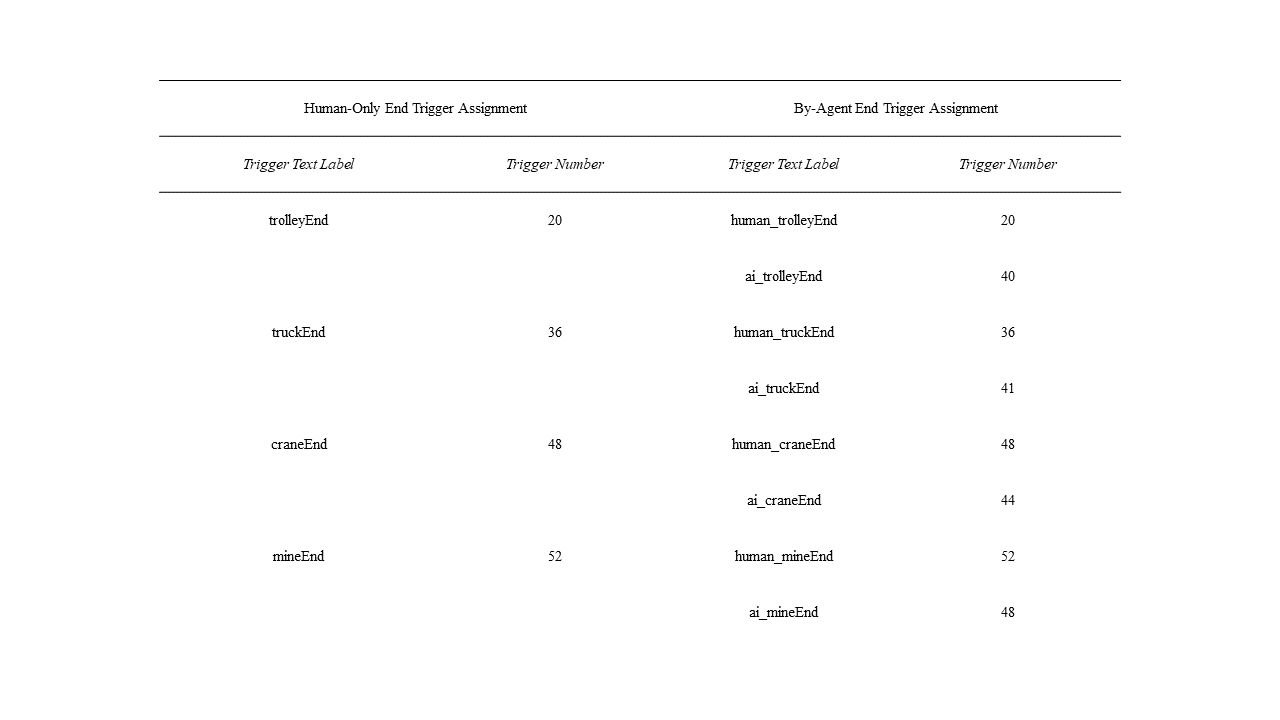 Human-Only End Trigger Assignment By-Agent End Trigger Assignment
Trigger Text Label Trigger Number Trigger Text Label Trigger Number
trolleyEnd 20 human_trolleyEnd 20
ai_trolleyEnd 40
truckEnd 36 human_truckEnd 36
ai_truckEnd 41
craneEnd 48 human_craneEnd 48
ai_craneEnd 44
mineEnd 52 human_mineEnd 52
ai_mineEnd 48